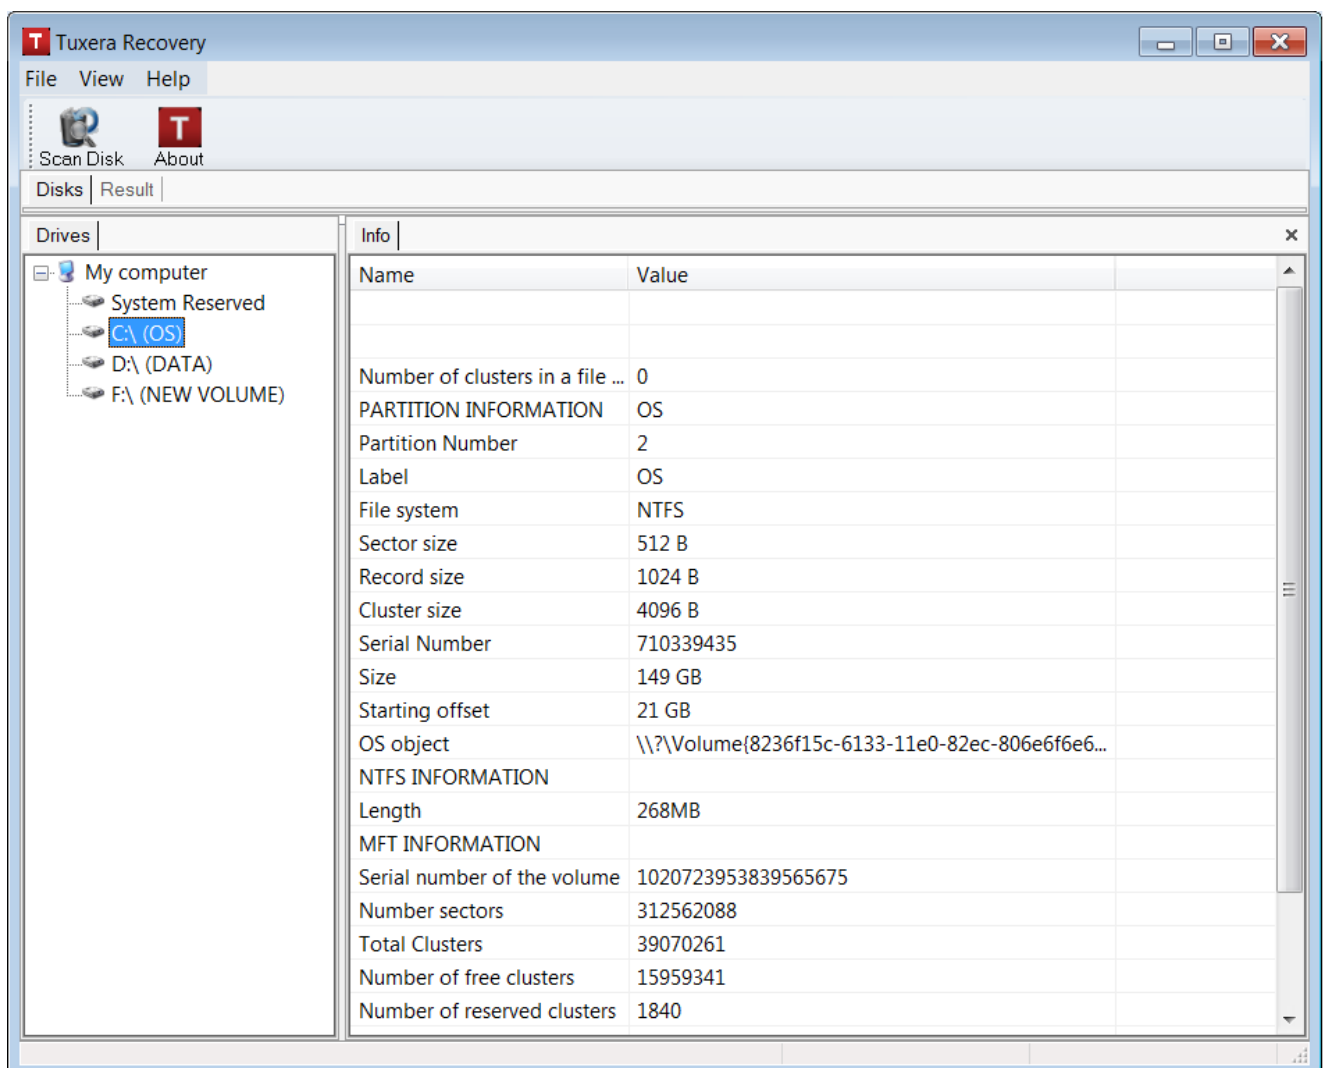 T Tuxera Recovery
File View Help
T
Scan Disk About
Disks Result
Drives
My computer
System Reserved
C:\ (OS)
D:\ (DATA)
F:\ (NEW VOLUME)
Info
Name Value
Number of clusters in a file ... 0
PARTITION INFORMATION OS
Partition Number 2
Label OS
File system NTFS
Sector size 512 B
Record size 1024 B
Cluster size 4096 B
Serial Number 710339435
Size 149 GB
Starting offset 21 GB
OS object \\?\Volume{8236f15c-6133-11e0-82ec-806e6f6e6...
NTFS INFORMATION
Length 268MB
MFT INFORMATION
Serial number of the volume 1020723953839565675
Number sectors 312562088
Total Clusters 39070261
Number of free clusters 15959341
Number of reserved clusters 1840